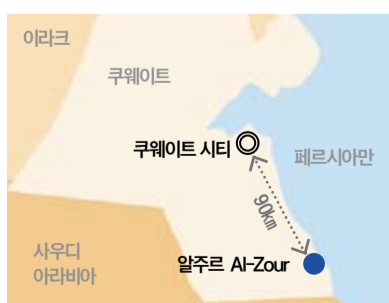 이라크
쿠웨이트
쿠웨이트 시티
페르시아만
90km
사우디
아라비아
알주르 Al-Zour